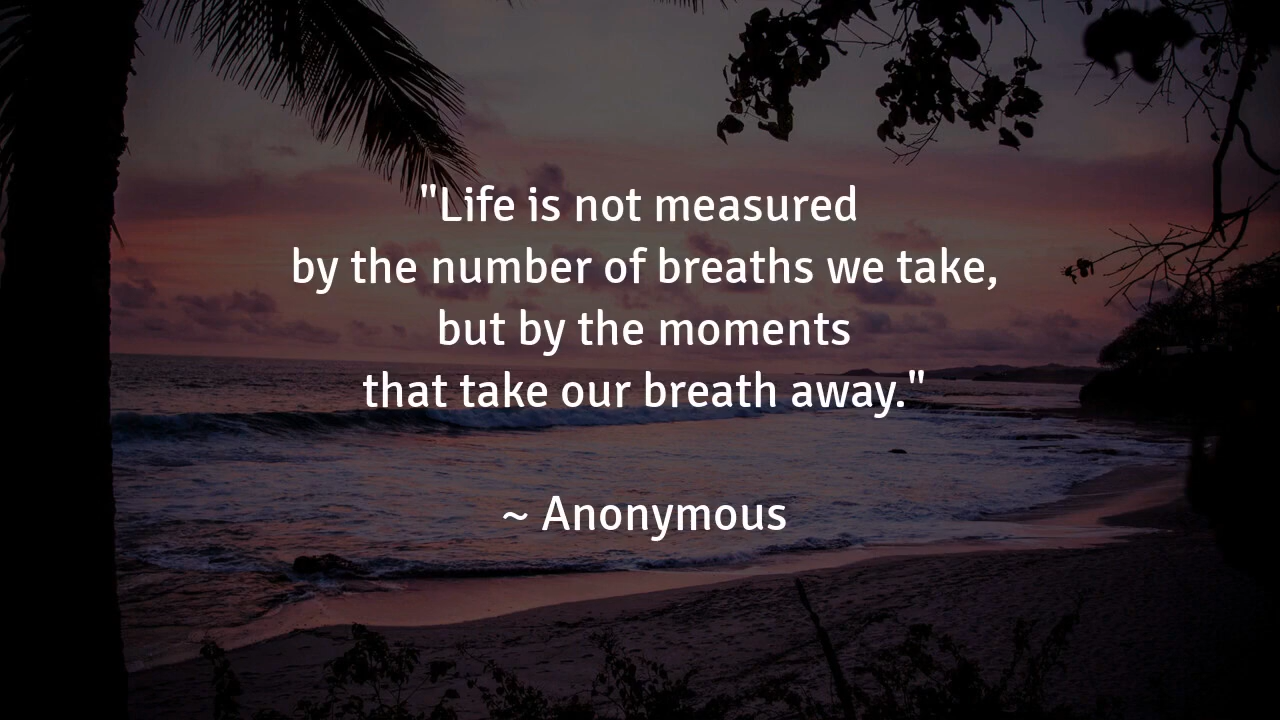 "Life is not measured
by the number of breaths we take,
but by the moments
that take our breath away."
~ Anonymous